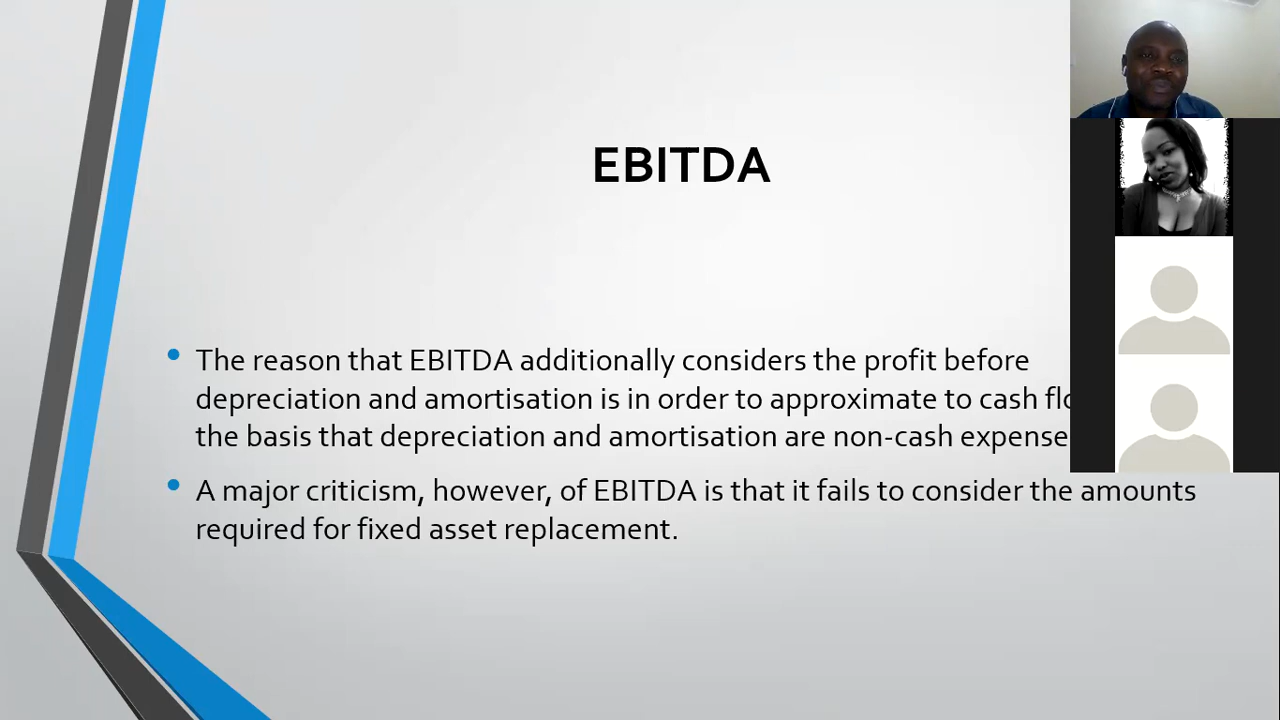 EBITDA
• The reason that EBITDA additionally considers the profit before
depreciation and amortisation is in order to approximate to cash
the basis that depreciation and amortisation are non-cash
• A major criticism, however, of EBITDA is that it fails to consider the amounts
required for fixed asset replacement.